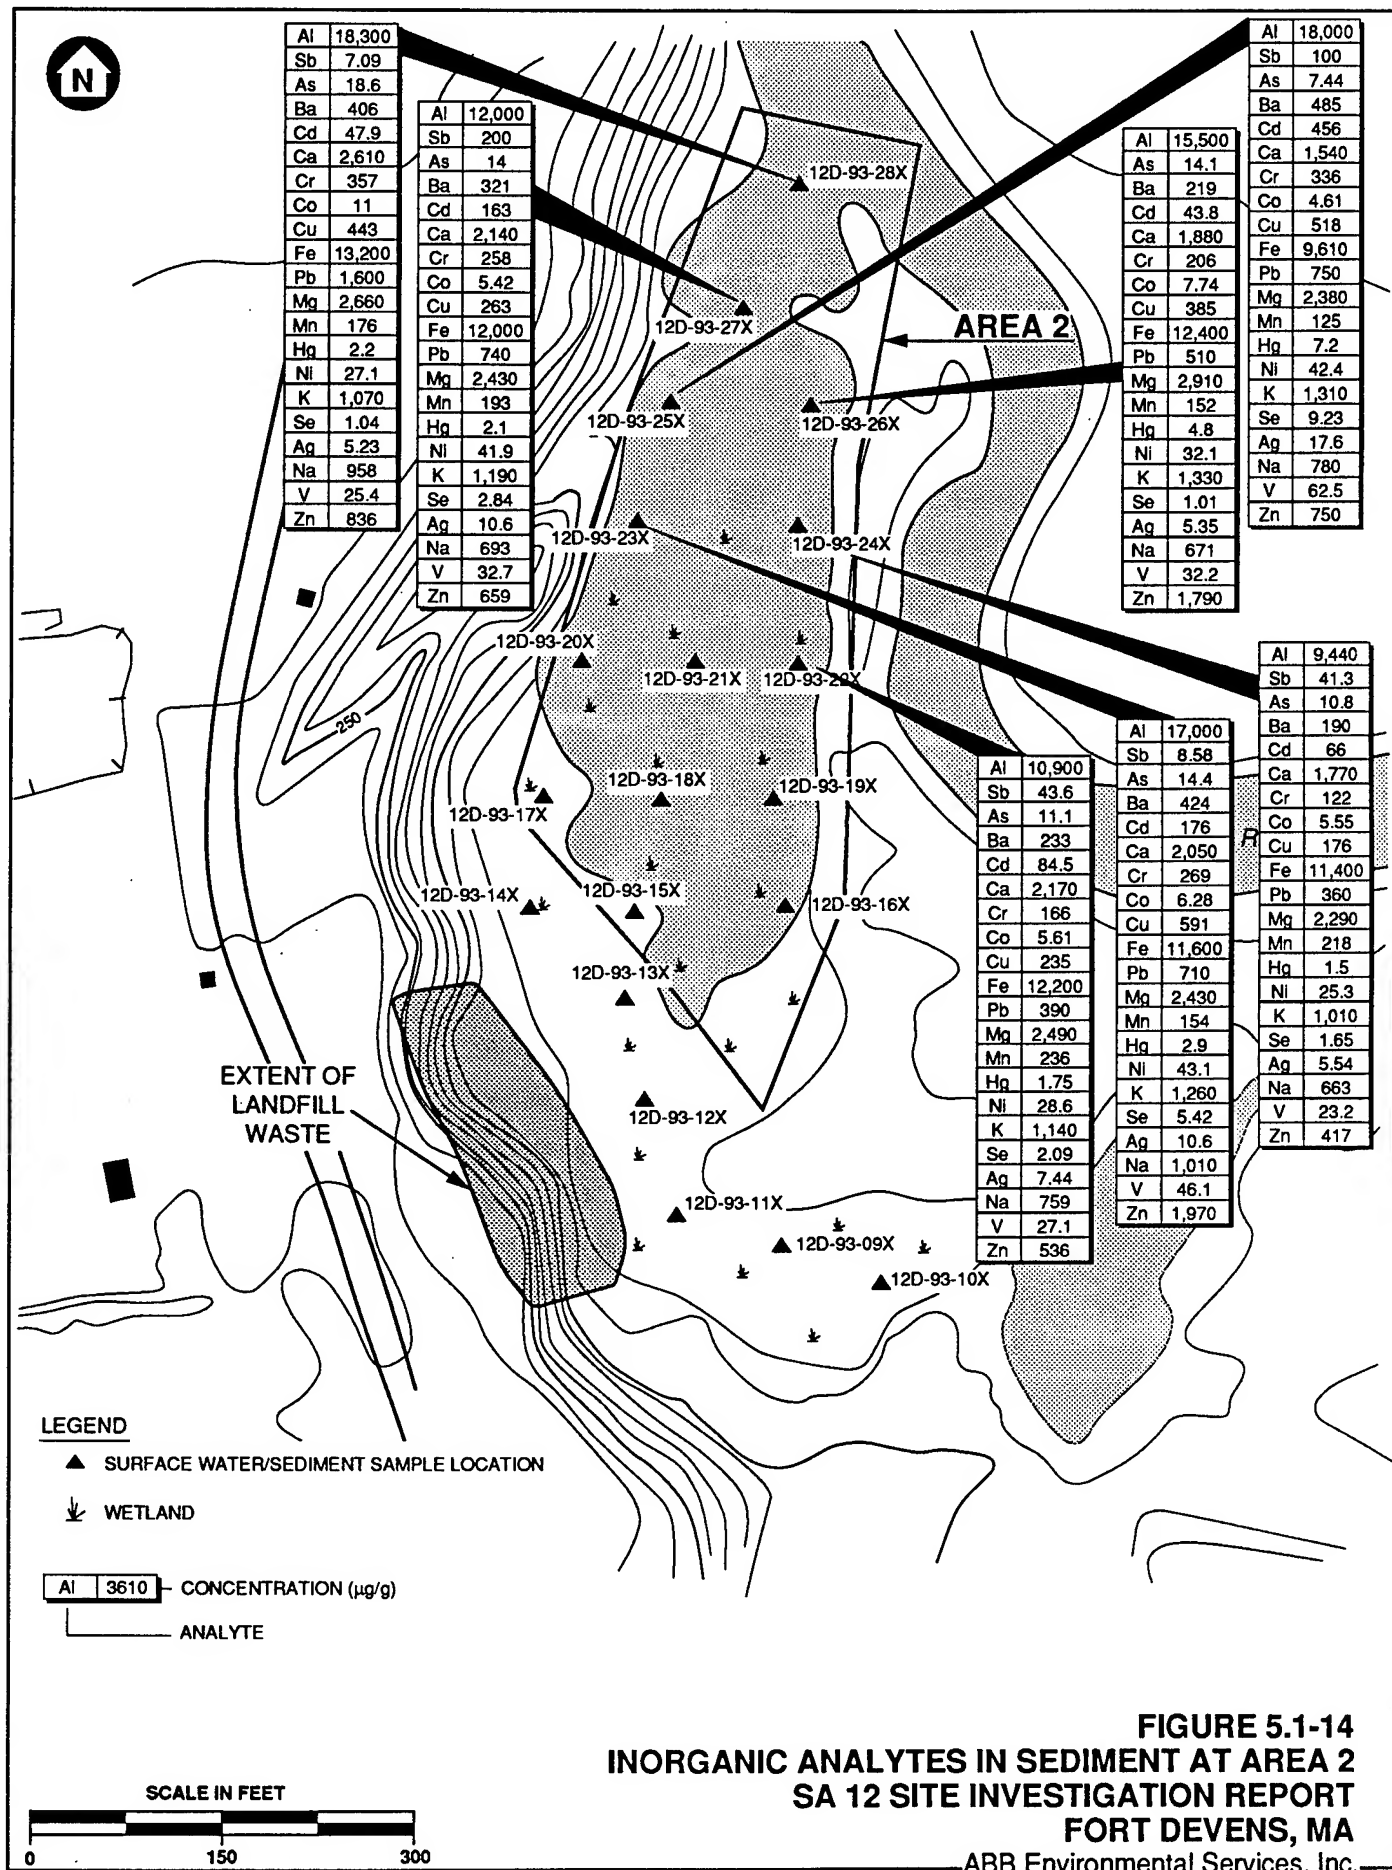 N
Al 18,300
Sb 7.09
As 18.6
Ba 406
Cd 47.9
Ca 2,610
Cr 357
Co 11
Cu 443
Fe 13,200
Pb 1,600
Mg 2,660
Mn 176
Hg 2.2
Ni 27.1
K 1,070
Se 1.04
Ag 5.23
Na 958
V 25.4
Zn 836
Al 12,000
Sb 200
As 14
Ba 321
Cd 163
Ca 2,140
Cr 258
Co 5.42
Cu 263
Fe 12,000
Pb 740
Mg 2,430
Mn 193
Hg 2.1
Ni 41.9
K 1,190
Se 2.84
Ag 10.6
Na 693
V 32.7
Zn 659
Al 15,500
As 14.1
Ba 219
Cd 43.8
Ca 1,880
Cr 206
Co 7.74
Cu 385
Fe 12,400
Pb 510
Mg 2,910
Mn 152
Hg 4.8
Ni 32.1
K 1,330
Se 1.01
Ag 5.35
Na 671
V 32.2
Zn 1,790
Al 18,000
Sb 100
As 7.44
Ba 485
Cd 456
Ca 1,540
Cr 336
Co 4.61
Cu 518
Fe 9,610
Pb 750
Mg 2,380
Mn 125
Hg 7.2
Ni 42.4
K 1,310
Se 9.23
Ag 17.6
Na 780
V 62.5
Zn 750
12D-93-28X
12D-93-27X
AREA 2
12D-93-25X
12D-93-26X
12D-93-23X
12D-93-24X
12D-93-20X
12D-93-21X
12D-93-22X
250
12D-93-18X
12D-93-19X
12D-93-17X
12D-93-14X
12D-93-15X
12D-93-16X
12D-93-13X
12D-93-12X
12D-93-11X
12D-93-09X
12D-93-10X
EXTENT OF
LANDFILL
WASTE
Al 10,900
Sb 43.6
As 11.1
Ba 233
Cd 84.5
Ca 2,170
Cr 166
Co 5.61
Cu 235
Fe 12,200
Pb 390
Mg 2,490
Mn 236
Hg 1.75
Ni 28.6
K 1,140
Se 2.09
Ag 7.44
Na 759
V 27.1
Zn 536
Al 17,000
Sb 8.58
As 14.4
Ba 424
Cd 176
Ca 2,050
Cr 269
Co 6.28
Cu 591
Fe 11,600
Pb 710
Mg 2,430
Mn 154
Hg 2.9
Ni 43.1
K 1,260
Se 5.42
Ag 10.6
Na 1,010
V 46.1
Zn 1,970
R
Al 9,440
Sb 41.3
As 10.8
Ba 190
Cd 66
Ca 1,770
Cr 122
Co 5.55
Cu 176
Fe 11,400
Pb 360
Mg 2,290
Mn 218
Hg 1.5
Ni 25.3
K 1,010
Se 1.65
Ag 5.54
Na 663
V 23.2
Zn 417
LEGEND
SURFACE WATER/SEDIMENT SAMPLE LOCATION
WETLAND
Al 3610 CONCENTRATION (µg/g)
ANALYTE
SCALE IN FEET
0 150 300
FIGURE 5.1-14
INORGANIC ANALYTES IN SEDIMENT AT AREA 2
SA 12 SITE INVESTIGATION REPORT
FORT DEVENS, MA
ABB Environmental Services, Inc.